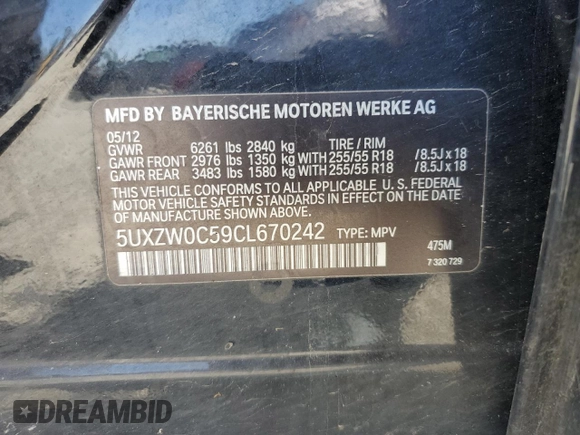 MFD BY BAYERISCHE MOTOREN WERKE AG
05/12
GVWR 6261 lbs 2840 kg TIRE / RIM
GAWR FRONT 2976 lbs 1350 kg WITH 255/55 R18 /8.5J x 18
GAWR REAR 3483 lbs 1580 kg WITH 255/55 R18 /8.5J x 18
THIS VEHICLE CONFORMS TO ALL APPLICABLE U. S. FEDERAL
MOTOR VEHICLE SAFETY STANDARDS IN EFFECT ON THE DATE
OF MANUFACTURE SHOWN ABOVE.
5UXZW0C59CL670242 TYPE: MPV
475M
7 320 729
DREAMBID